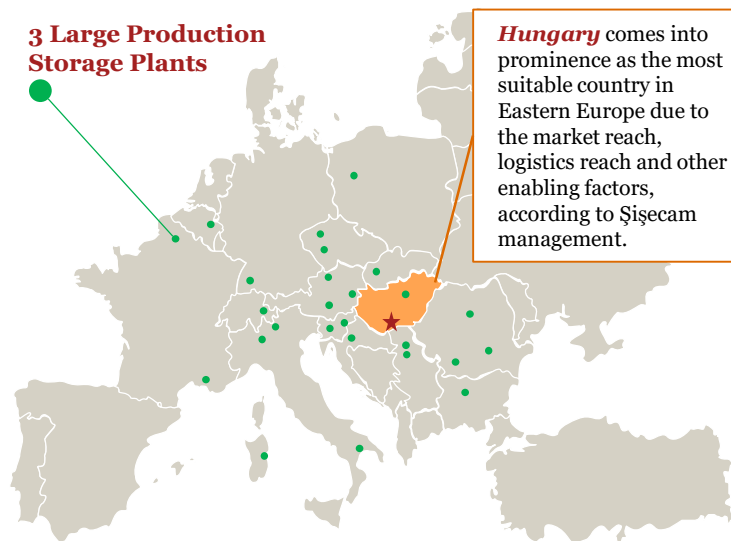 3 Large Production
Storage Plants
Hungary comes into
prominence as the most
suitable country in
Eastern Europe due to
the market reach,
logistics reach and other
enabling factors,
according to Şişecam
management.